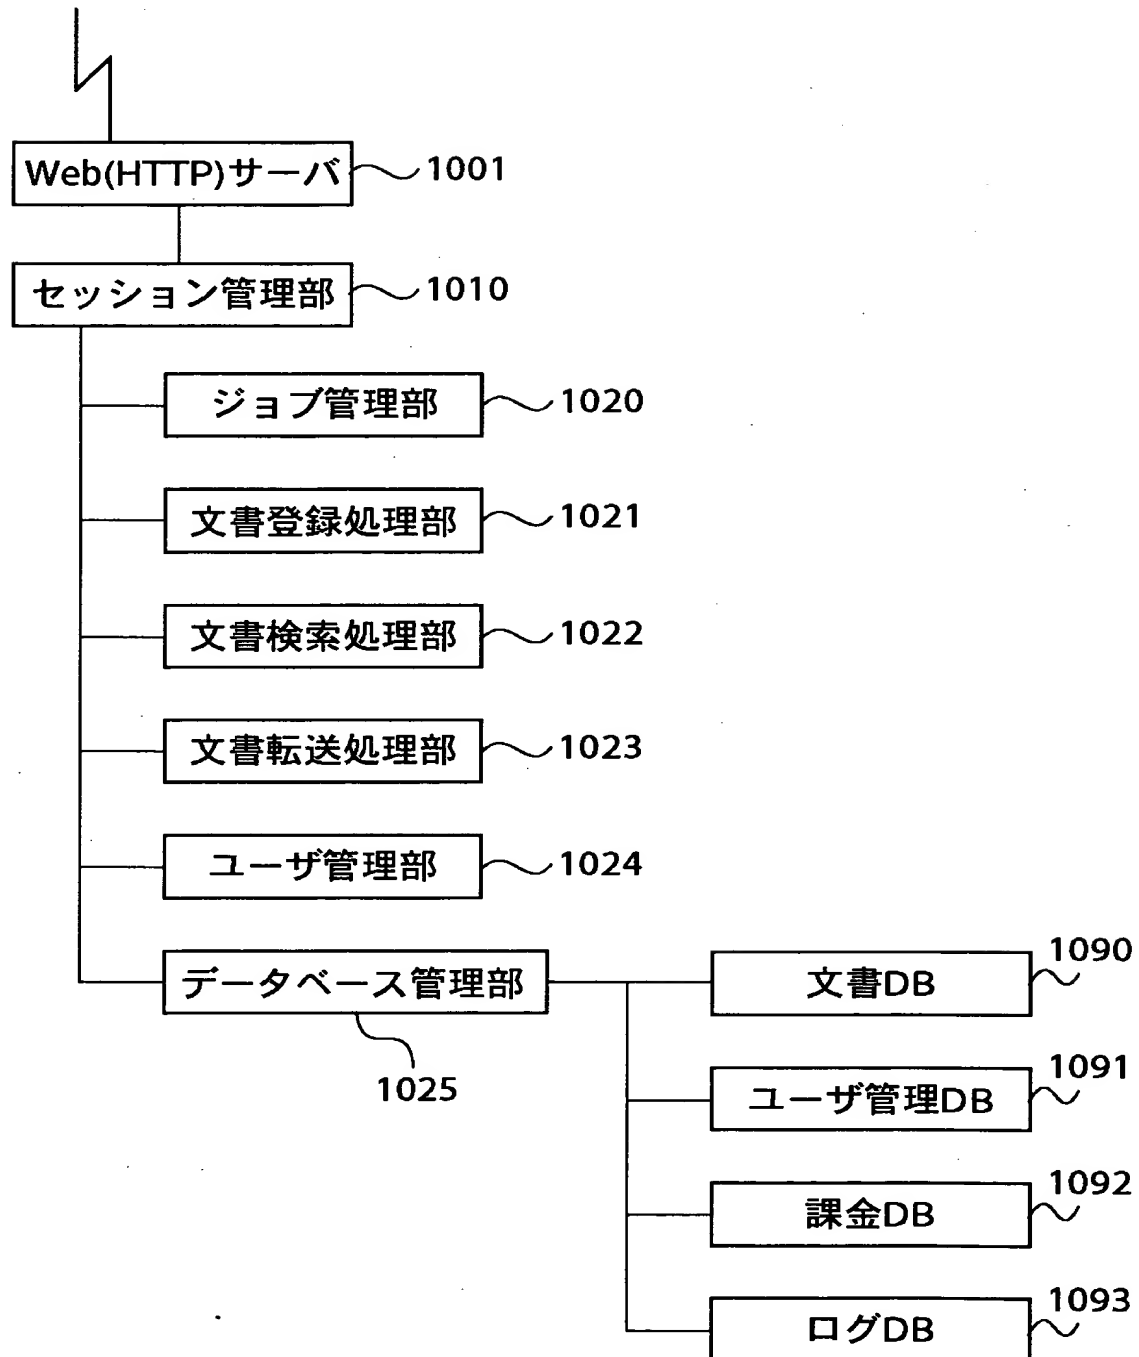 Web(HTTP)サーバ 1001
セッション管理部 1010
ジョブ管理部 1020
文書登録処理部 1021
文書検索処理部 1022
文書転送処理部 1023
ユーザ管理部 1024
データベース管理部
1025
文書DB 1090
ユーザ管理DB 1091
課金DB 1092
ログDB 1093